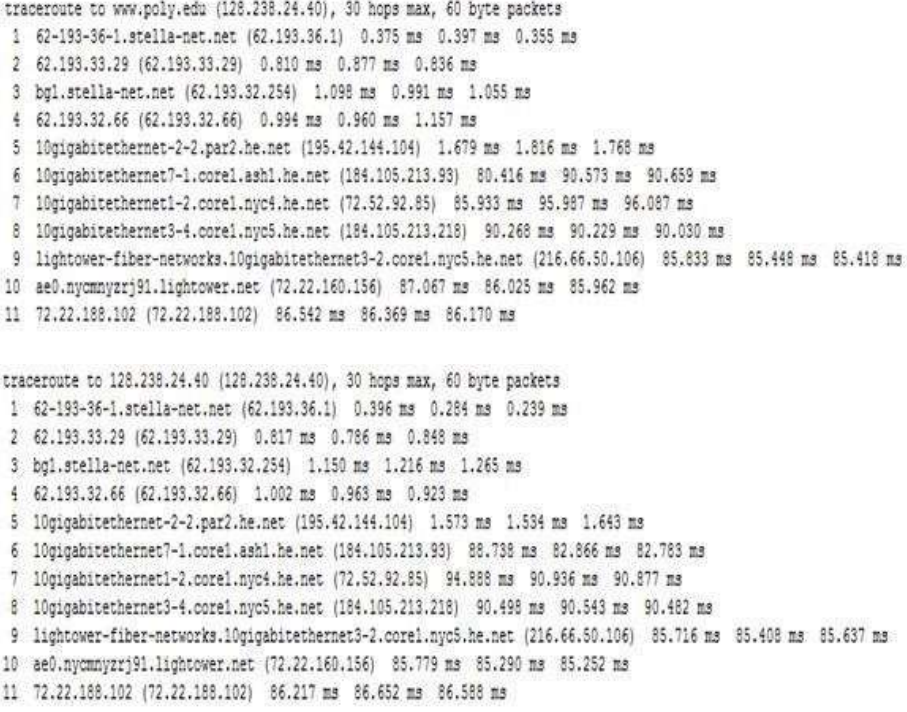 traceroute to www.poly.edu (128.238.24.40), 30 hops max, 60 byte packets
1 62-193-36-1.stella-net.net (62.193.36.1) 0.375 ms 0.397 ms 0.355 ms
2 62.193.33.29 (62.193.33.29) 0.810 ms 0.877 ms 0.836 ms
3 bg1.stella-net.net (62.193.32.254) 1.098 ms 0.991 ms 1.055 ms
4 62.193.32.66 (62.193.32.66) 0.994 ms 0.960 ms 1.157 ms
5 10gigabitethernet-2-2.par2.he.net (195.42.144.104) 1.679 ms 1.816 ms 1.768 ms
6 10gigabitethernet7-1.core1.ash1.he.net (184.105.213.93) 80.416 ms 90.573 ms 90.659 ms
7 10gigabitethernet1-2.core1.nyc4.he.net (72.52.92.85) 85.933 ms 95.987 ms 96.087 ms
8 10gigabitethernet3-4.core1.nyc5.he.net (184.105.213.218) 90.268 ms 90.229 ms 90.030 ms
9 lightower-fiber-networks.10gigabitethernet3-2.core1.nyc5.he.net (216.66.50.106) 85.833 ms 85.448 ms 85.418 ms
10 ae0.nycmnyzrj91.lightower.net (72.22.160.156) 87.067 ms 86.025 ms 85.962 ms
11 72.22.188.102 (72.22.188.102) 86.542 ms 86.369 ms 86.170 ms
traceroute to 128.238.24.40 (128.238.24.40), 30 hops max, 60 byte packets
1 62-193-36-1.stella-net.net (62.193.36.1) 0.396 ms 0.284 ms 0.239 ms
2 62.193.33.29 (62.193.33.29) 0.817 ms 0.786 ms 0.848 ms
3 bg1.stella-net.net (62.193.32.254) 1.150 ms 1.216 ms 1.265 ms
4 62.193.32.66 (62.193.32.66) 1.002 ms 0.963 ms 0.923 ms
5 10gigabitethernet-2-2.par2.he.net (195.42.144.104) 1.573 ms 1.534 ms 1.643 ms
6 10gigabitethernet7-1.core1.ash1.he.net (184.105.213.93) 88.738 ms 82.866 ms 82.783 ms
7 10gigabitethernet1-2.core1.nyc4.he.net (72.52.92.85) 94.888 ms 90.936 ms 90.877 ms
8 10gigabitethernet3-4.core1.nyc5.he.net (184.105.213.218) 90.498 ms 90.543 ms 90.482 ms
9 lightower-fiber-networks.10gigabitethernet3-2.core1.nyc5.he.net (216.66.50.106) 85.716 ms 85.408 ms 85.637 ms
10 ae0.nycmnyzrj91.lightower.net (72.22.160.156) 85.779 ms 85.290 ms 85.252 ms
11 72.22.188.102 (72.22.188.102) 86.217 ms 86.652 ms 86.588 ms